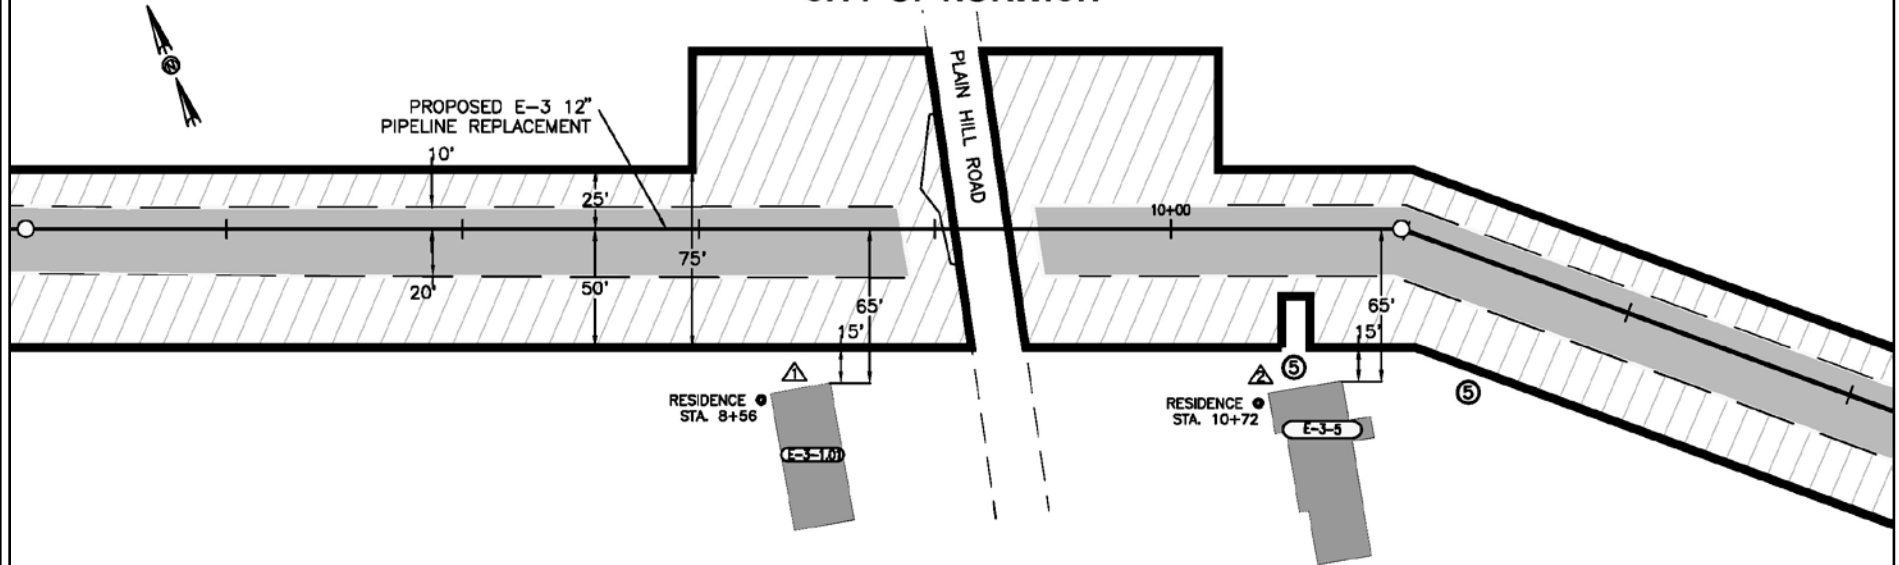 N
PLAIN HILL ROAD
PROPOSED E-3 12"
PIPELINE REPLACEMENT
10'
25'
75'
20'
50'
65'
15'
10+00
65'
15'
1
RESIDENCE
STA. 8+56
E-3-1.01
2
5
RESIDENCE
STA. 10+72
E-3-5
5